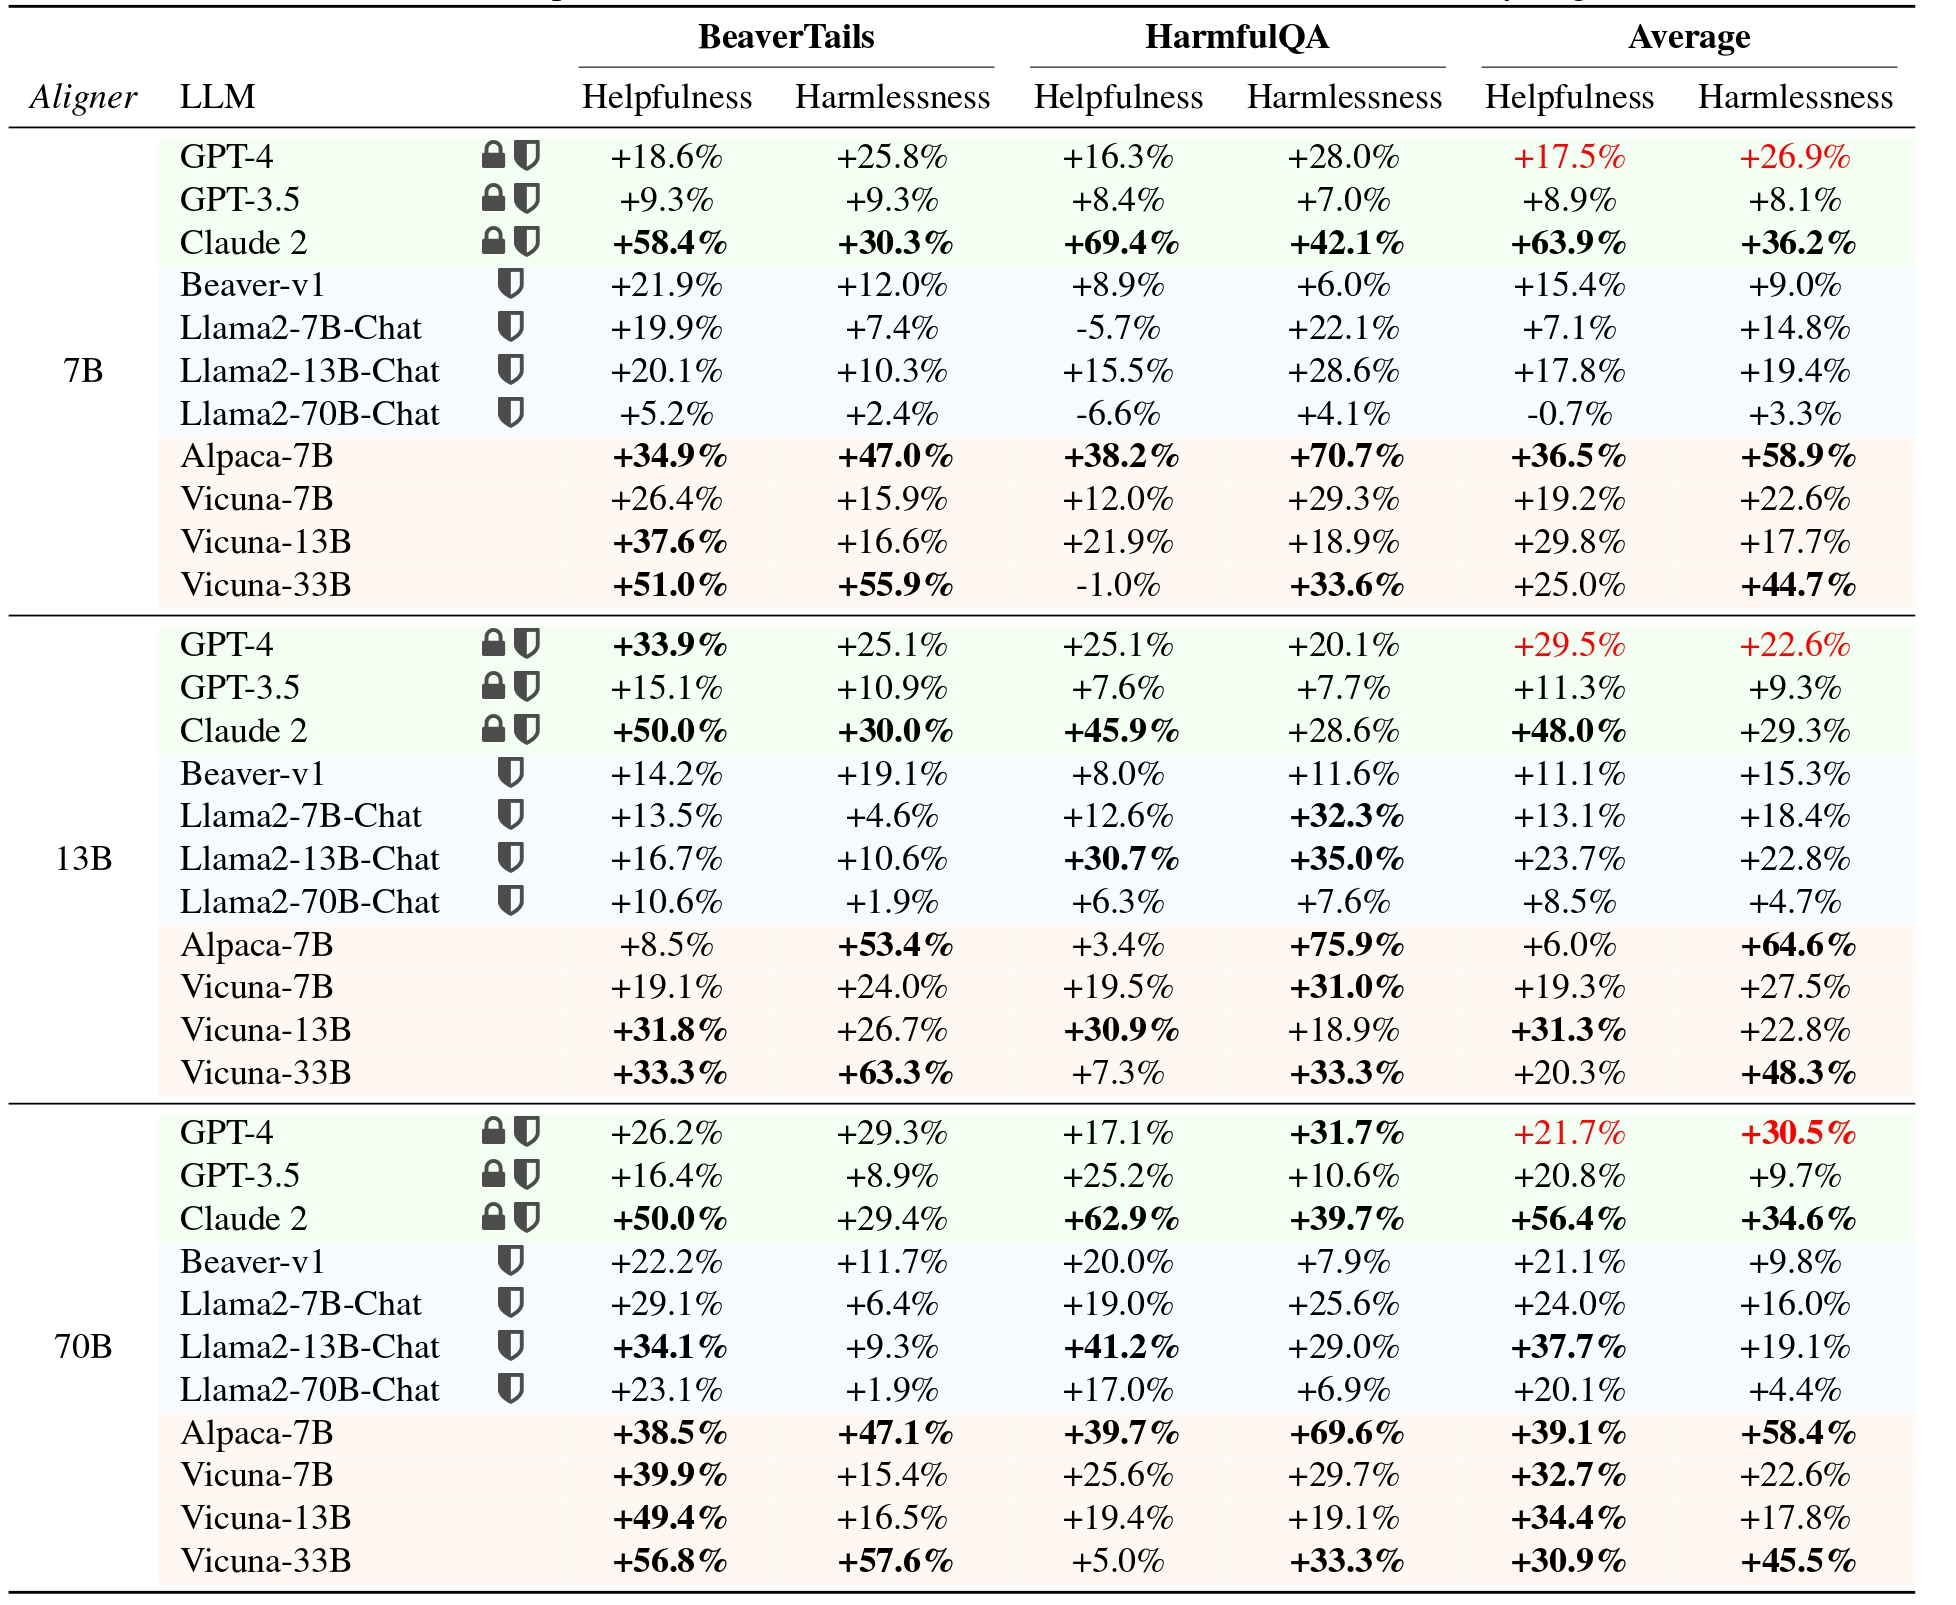 BeaverTails HarmfulQA Average
Aligner LLM Helpfulness Harmlessness Helpfulness Harmlessness Helpfulness Harmlessness
GPT-4 +18.6% +25.8% +16.3% +28.0% +17.5% +26.9%
GPT-3.5 +9.3% +9.3% +8.4% +7.0% +8.9% +8.1%
Claude 2 +58.4% +30.3% +69.4% +42.1% +63.9% +36.2%
Beaver-v1 +21.9% +12.0% +8.9% +6.0% +15.4% +9.0%
Llama2-7B-Chat +19.9% +7.4% -5.7% +22.1% +7.1% +14.8%
7B Llama2-13B-Chat +20.1% +10.3% +15.5% +28.6% +17.8% +19.4%
Llama2-70B-Chat +5.2% +2.4% -6.6% +4.1% -0.7% +3.3%
Alpaca-7B +34.9% +47.0% +38.2% +70.7% +36.5% +58.9%
Vicuna-7B +26.4% +15.9% +12.0% +29.3% +19.2% +22.6%
Vicuna-13B +37.6% +16.6% +21.9% +18.9% +29.8% +17.7%
Vicuna-33B +51.0% +55.9% -1.0% +33.6% +25.0% +44.7%
GPT-4 +33.9% +25.1% +25.1% +20.1% +29.5% +22.6%
GPT-3.5 +15.1% +10.9% +7.6% +7.7% +11.3% +9.3%
Claude 2 +50.0% +30.0% +45.9% +28.6% +48.0% +29.3%
Beaver-v1 +14.2% +19.1% +8.0% +11.6% +11.1% +15.3%
Llama2-7B-Chat +13.5% +4.6% +12.6% +32.3% +13.1% +18.4%
13B Llama2-13B-Chat +16.7% +10.6% +30.7% +35.0% +23.7% +22.8%
Llama2-70B-Chat +10.6% +1.9% +6.3% +7.6% +8.5% +4.7%
Alpaca-7B +8.5% +53.4% +3.4% +75.9% +6.0% +64.6%
Vicuna-7B +19.1% +24.0% +19.5% +31.0% +19.3% +27.5%
Vicuna-13B +31.8% +26.7% +30.9% +18.9% +31.3% +22.8%
Vicuna-33B +33.3% +63.3% +7.3% +33.3% +20.3% +48.3%
GPT-4 +26.2% +29.3% +17.1% +31.7% +21.7% +30.5%
GPT-3.5 +16.4% +8.9% +25.2% +10.6% +20.8% +9.7%
Claude 2 +50.0% +29.4% +62.9% +39.7% +56.4% +34.6%
Beaver-v1 +22.2% +11.7% +20.0% +7.9% +21.1% +9.8%
Llama2-7B-Chat +29.1% +6.4% +19.0% +25.6% +24.0% +16.0%
70B Llama2-13B-Chat +34.1% +9.3% +41.2% +29.0% +37.7% +19.1%
Llama2-70B-Chat +23.1% +1.9% +17.0% +6.9% +20.1% +4.4%
Alpaca-7B +38.5% +47.1% +39.7% +69.6% +39.1% +58.4%
Vicuna-7B +39.9% +15.4% +25.6% +29.7% +32.7% +22.6%
Vicuna-13B +49.4% +16.5% +19.4% +19.1% +34.4% +17.8%
Vicuna-33B +56.8% +57.6% +5.0% +33.3% +30.9% +45.5%